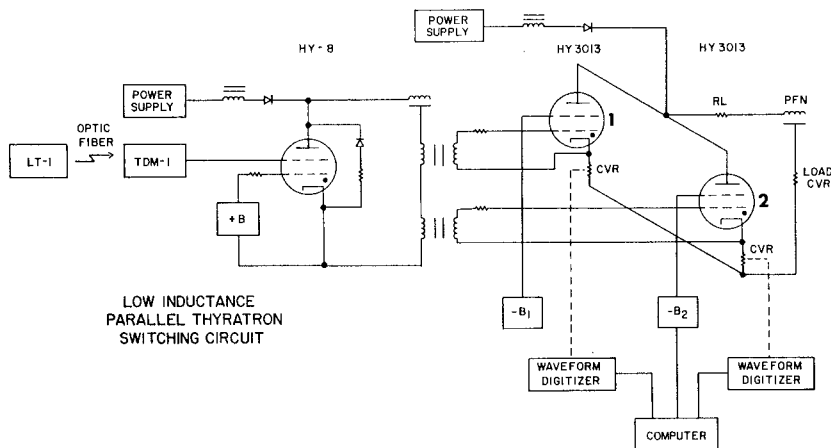 POWER
SUPPLY
HY-8
HY 3013
HY 3013
POWER
SUPPLY
1
RL
PFN
OPTIC
FIBER
LT-1
TDM-1
CVR
LOAD
CVR
2
+B
CVR
LOW INDUCTANCE
PARALLEL THYRATRON
SWITCHING CIRCUIT
-B1
-B2
WAVEFORM
DIGITIZER
WAVEFORM
DIGITIZER
COMPUTER